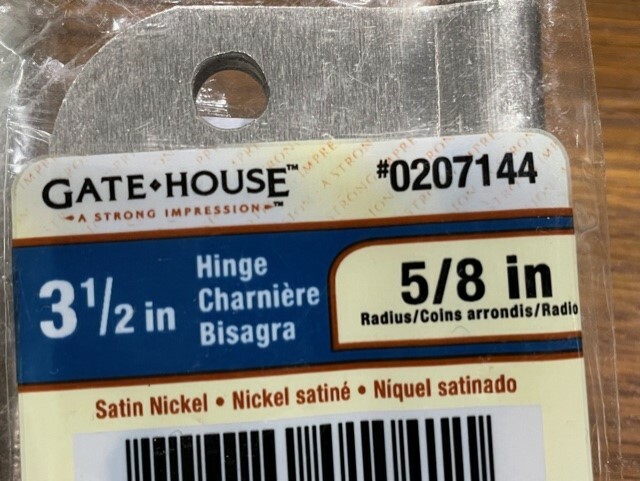 GATE HOUSE™
A STRONG IMPRESSION™
#0207144
3 1/2 in
Hinge
Charnière
Bisagra
5/8 in
Radius/Coins arrondis/Radio
Satin Nickel • Nickel satiné • Níquel satinado